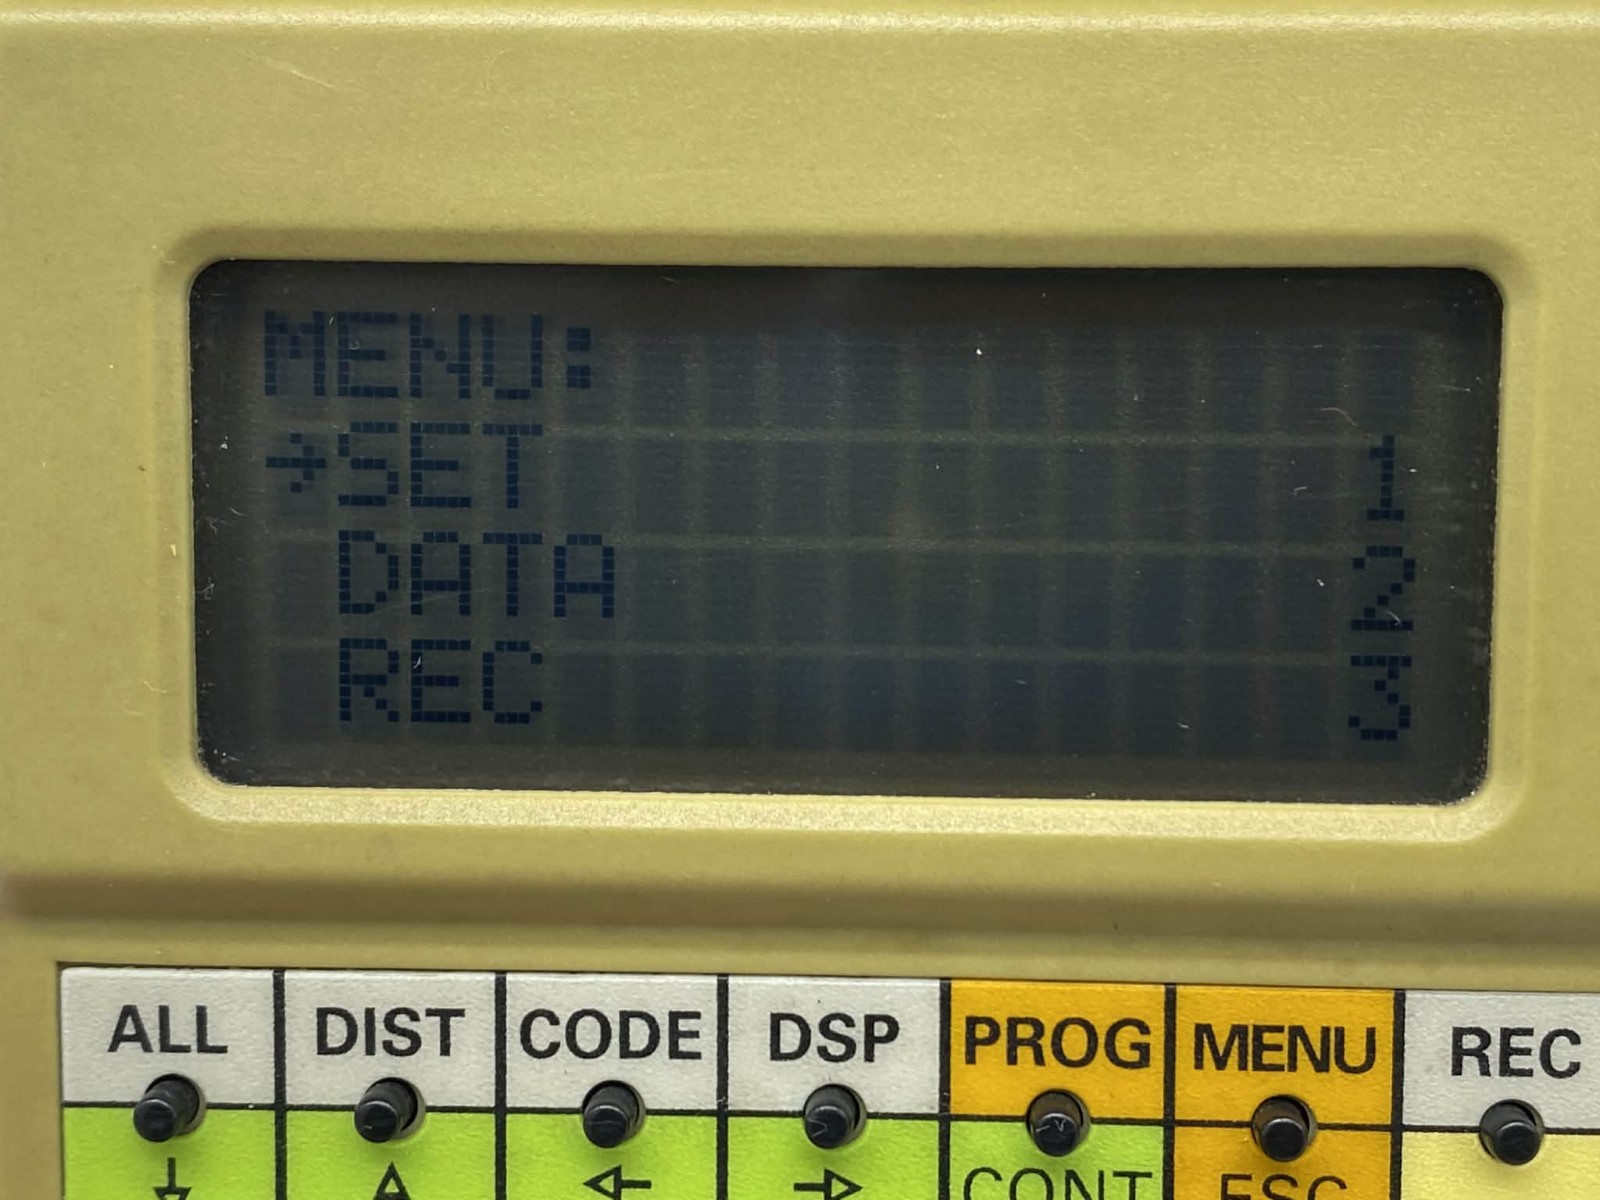 MENU:
→SET 1
DATA 2
REC 3
ALL DIST CODE DSP PROG MENU REC
↓ ↑ ← → CONT ESC